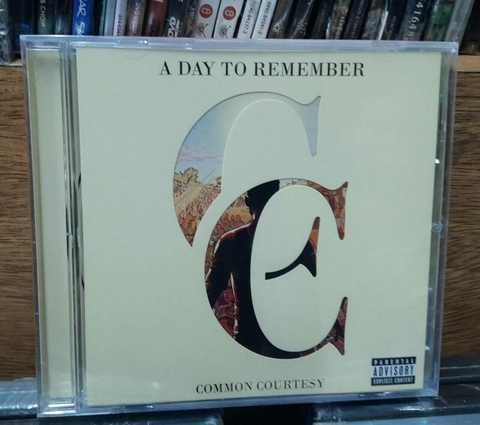 A DAY TO REMEMBER
CC
COMMON COURTESY
PARENTAL
ADVISORY
EXPLICIT CONTENT